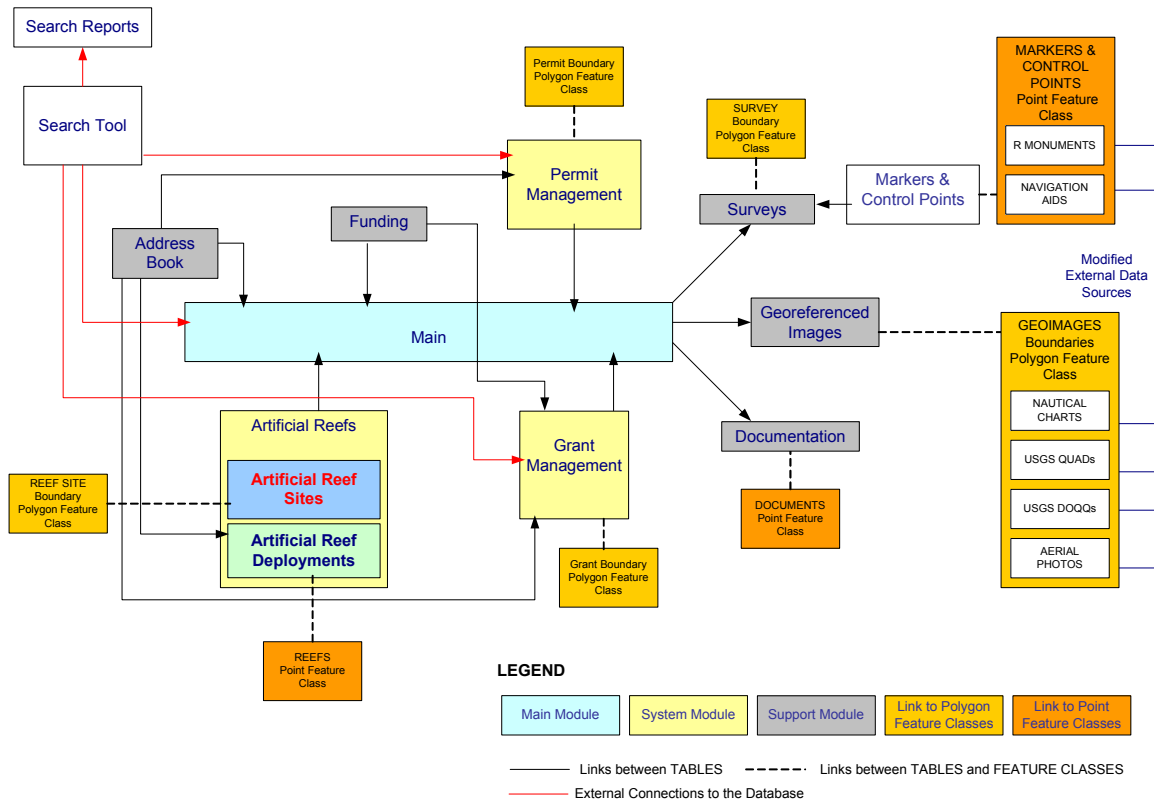 Search Reports
Search Tool
Permit Boundary
Polygon Feature
Class
Permit
Management
SURVEY
Boundary
Polygon Feature
Class
Surveys
Markers &
Control Points
MARKERS &
CONTROL
POINTS
Point Feature
Class
R MONUMENTS
NAVIGATION
AIDS
Address
Book
Funding
Main
Georeferenced
Images
Modified
External Data
Sources
GEOIMAGES
Boundaries
Polygon Feature
Class
NAUTICAL
CHARTS
USGS QUADs
USGS DOQQs
AERIAL
PHOTOS
Artificial Reefs
Artificial Reef
Sites
Artificial Reef
Deployments
REEF SITE
Boundary
Polygon Feature
Class
REEFS
Point Feature
Class
Grant
Management
Grant Boundary
Polygon Feature
Class
Documentation
DOCUMENTS
Point Feature
Class
LEGEND
Main Module
System Module
Support Module
Link to Polygon
Feature Classes
Link to Point
Feature Classes
Links between TABLES
Links between TABLES and FEATURE CLASSES
External Connections to the Database